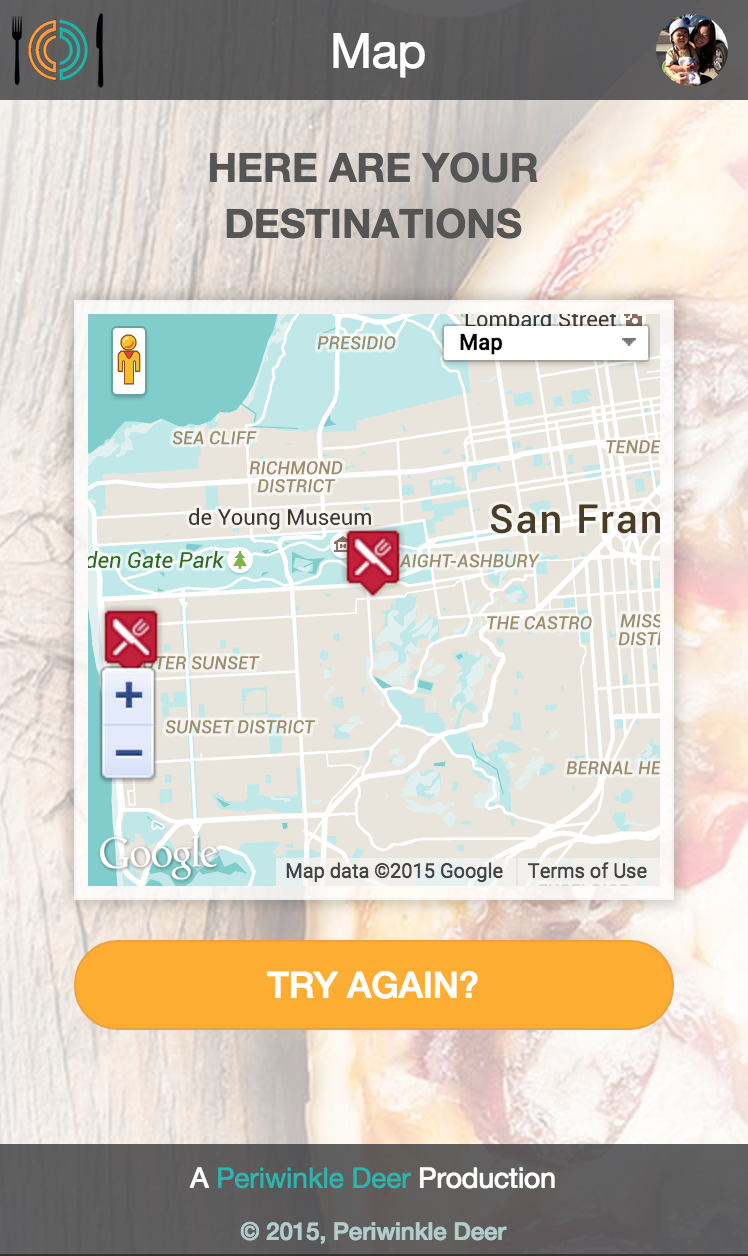 Map
HERE ARE YOUR
DESTINATIONS
Lombard Street
PRESIDIO
Map
SEA CLIFF
TENDE
RICHMOND
DISTRICT
de Young Museum
San Fran
den Gate Park
AIGHT-ASHBURY
THE CASTRO
MISS
DISTI
TER SUNSET
SUNSET DISTRICT
+
BERNAL HE
−
Google
Map data ©2015 Google
Terms of Use
TRY AGAIN?
A Periwinkle Deer Production
© 2015, Periwinkle Deer